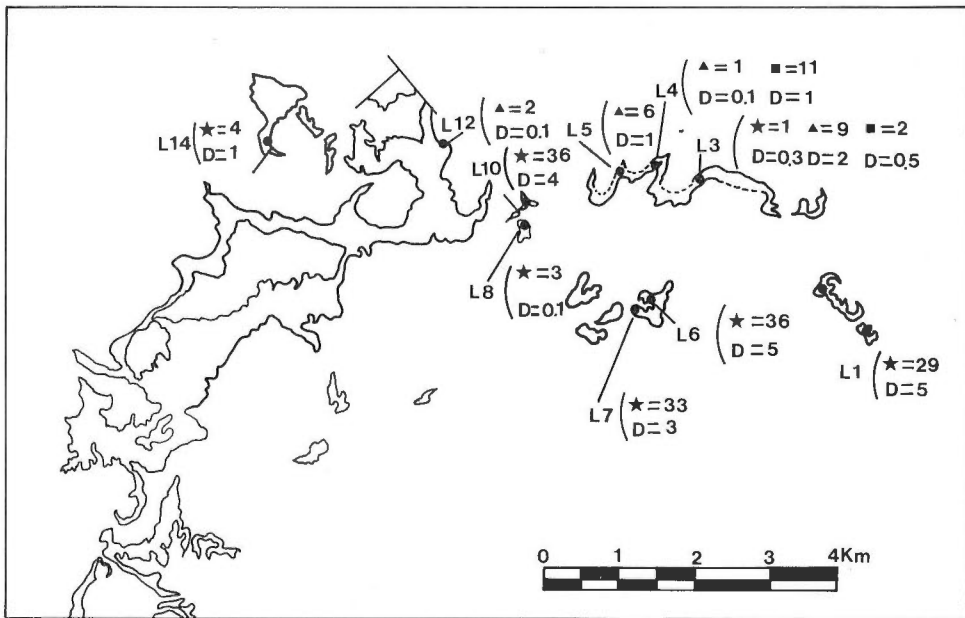 ▲=1 ■=11
L4
D=0.1 D=1
▲=6
L5
D=1
★=1 ▲=9 ■=2
L3
D=0,3 D=2 D=0,5
▲=2
L12
D=0.1
★=4
L14
D=1
★=36
L10
D=4
★=3
L8
D=0.1
L6
★=36
D=5
★=29
L1
D=5
★=33
L7
D=3
0 1 2 3 4Km